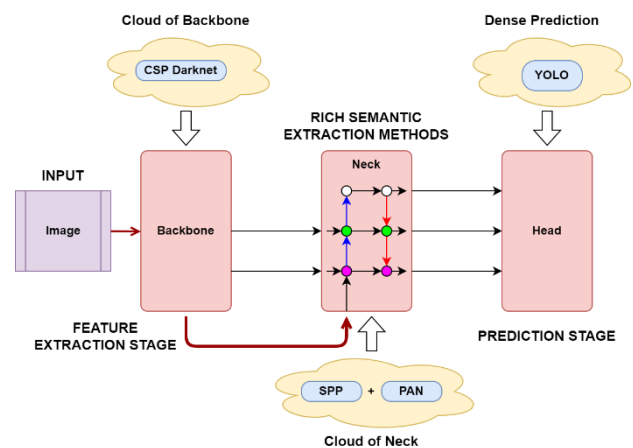 Cloud of Backbone
Dense Prediction
CSP Darknet
YOLO
RICH SEMANTIC
EXTRACTION METHODS
INPUT
Neck
Image
Backbone
Head
FEATURE
EXTRACTION STAGE
PREDICTION STAGE
SPP + PAN
Cloud of Neck